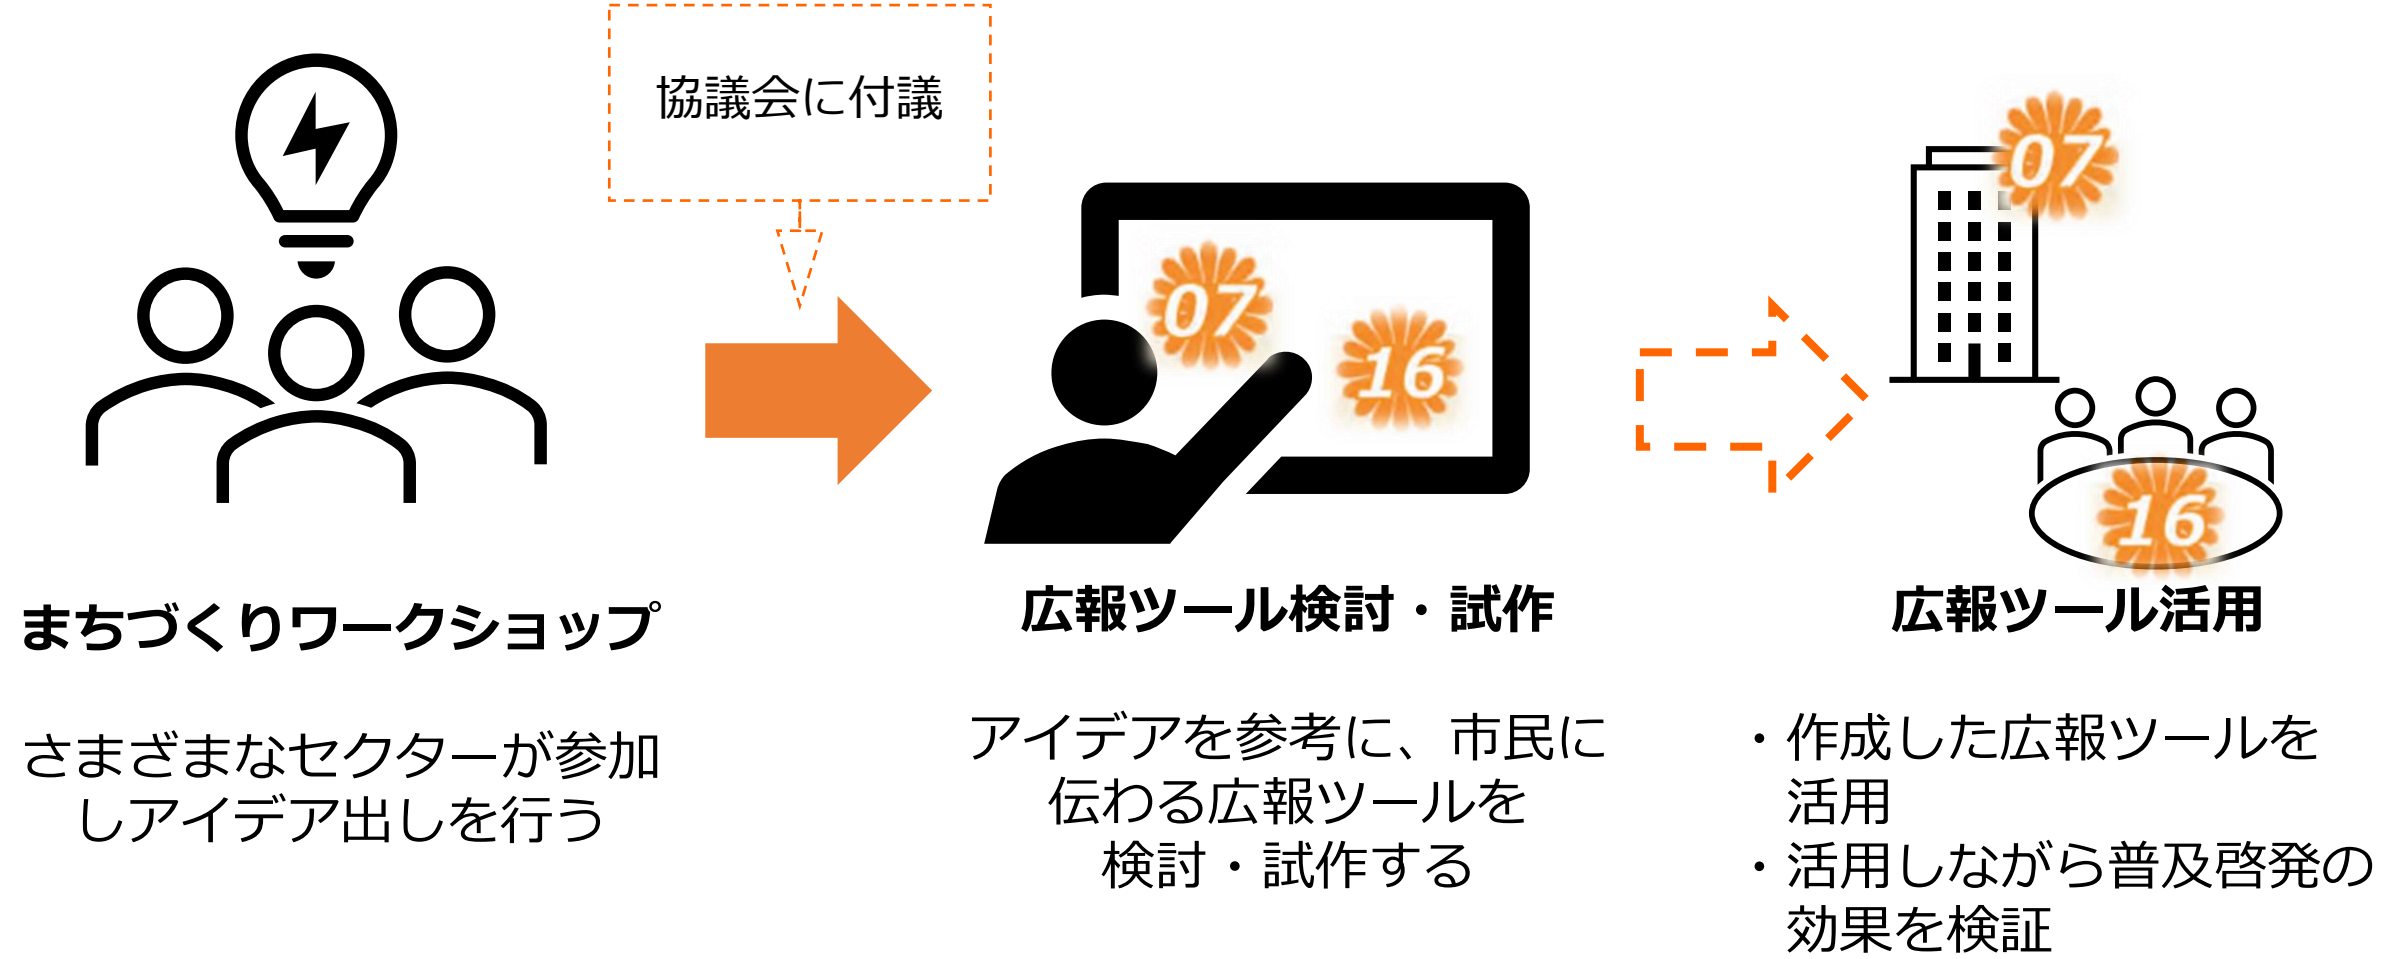 協議会に付議
07
16
07
16
まちづくりワークショップ
さまざまなセクターが参加
しアイデア出しを行う
広報ツール検討・試作
アイデアを参考に、市民に
伝わる広報ツールを
検討・試作する
広報ツール活用
・作成した広報ツールを
活用
・活用しながら普及啓発の
効果を検証